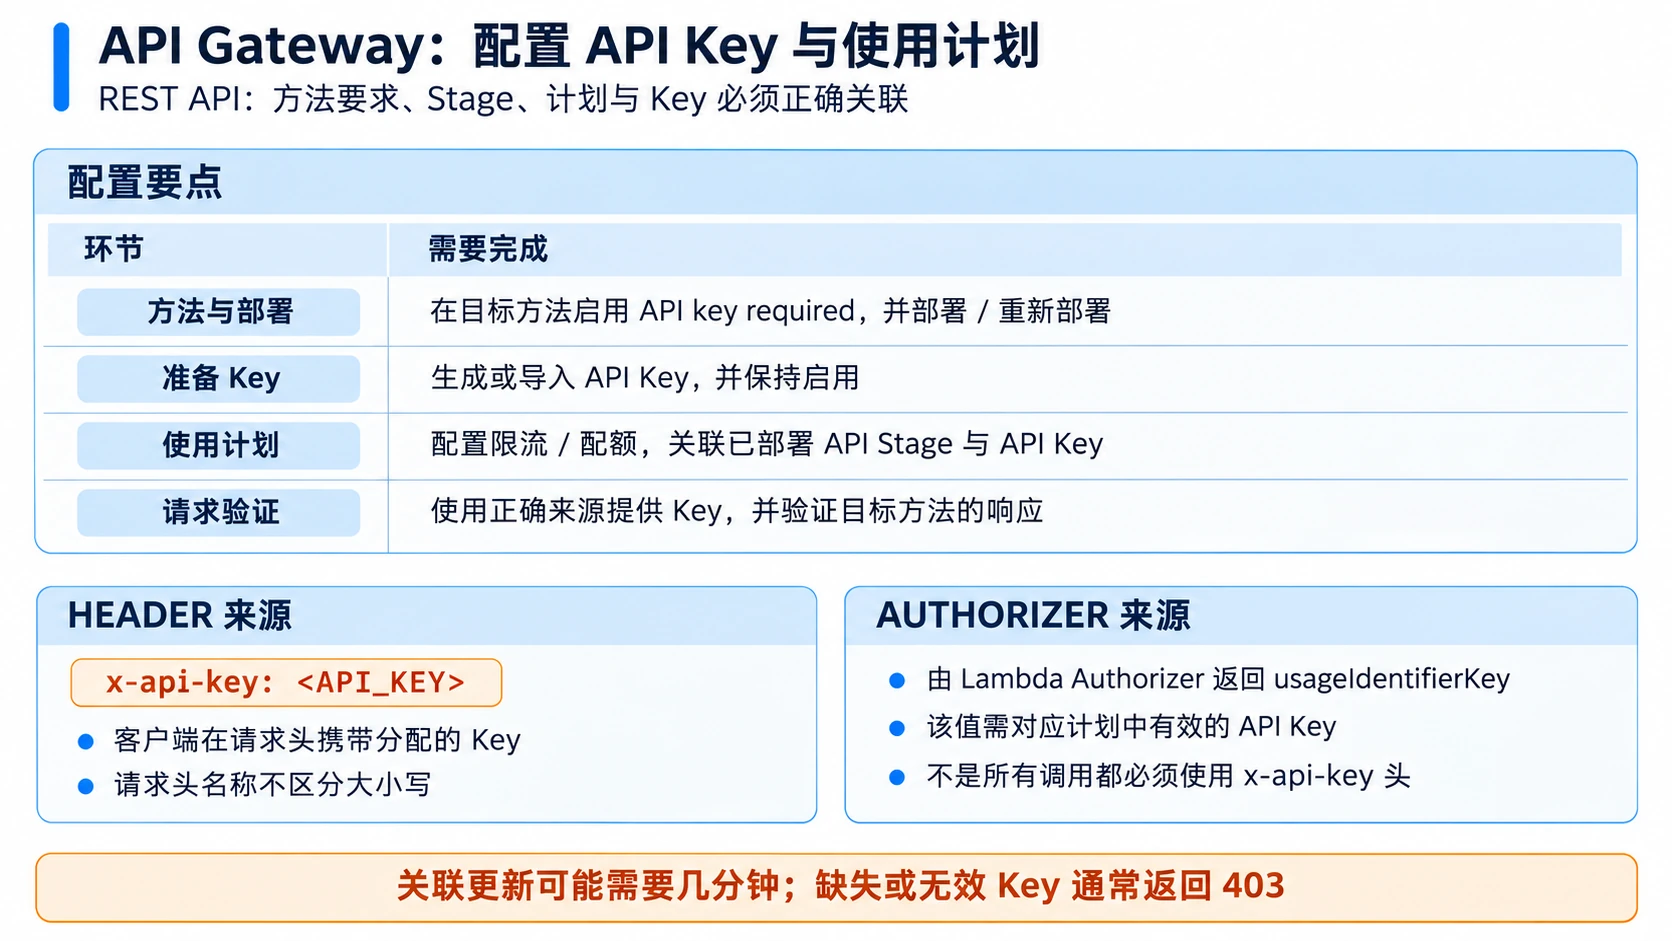 API Gateway：配置 API Key 与使用计划
REST API：方法要求、Stage、计划与 Key 必须正确关联
配置要点
环节 需要完成
方法与部署 在目标方法启用 API key required，并部署 / 重新部署
准备 Key 生成或导入 API Key，并保持启用
使用计划 配置限流 / 配额，关联已部署 API Stage 与 API Key
请求验证 使用正确来源提供 Key，并验证目标方法的响应
HEADER 来源
x-api-key: <API_KEY>
客户端在请求头携带分配的 Key
请求头名称不区分大小写
AUTHORIZER 来源
由 Lambda Authorizer 返回 usageIdentifierKey
该值需对应计划中有效的 API Key
不是所有调用都必须使用 x-api-key 头
关联更新可能需要几分钟；缺失或无效 Key 通常返回 403